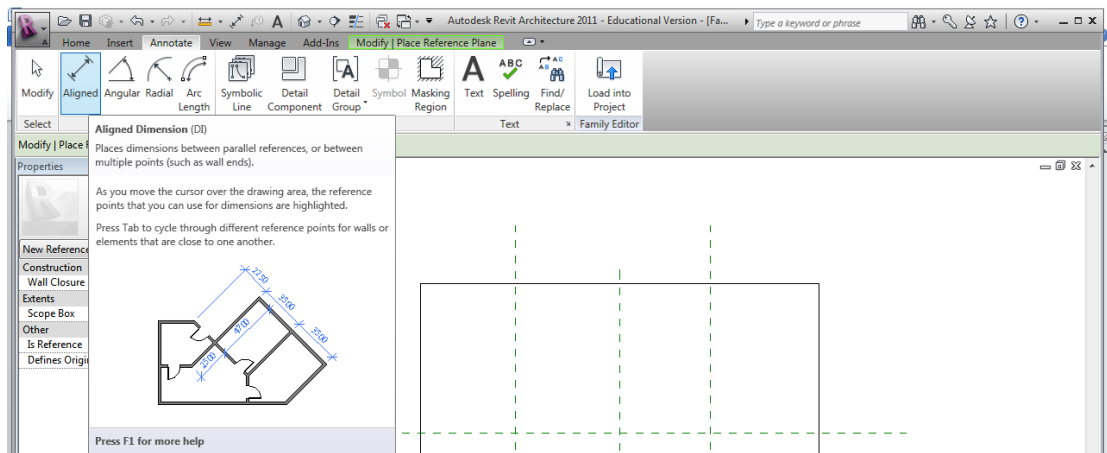 Autodesk Revit Architecture 2011 - Educational Version - [Fa...
Type a keyword or phrase
Home Insert Annotate View Manage Add-Ins Modify | Place Reference Plane
Modify Aligned Angular Radial Arc Length Symbolic Line Detail Component Detail Group Symbol Masking Region Text Spelling Find/ Replace Load into Project
Select Text Family Editor
Modify | Place
Aligned Dimension (DI)
Places dimensions between parallel references, or between
multiple points (such as wall ends).
As you move the cursor over the drawing area, the reference
points that you can use for dimensions are highlighted.
Press Tab to cycle through different reference points for walls or
elements that are close to one another.
2250
3500
3500
4700
2500
Press F1 for more help
Properties
New Reference
Construction
Wall Closure
Extents
Scope Box
Other
Is Reference
Defines Origi